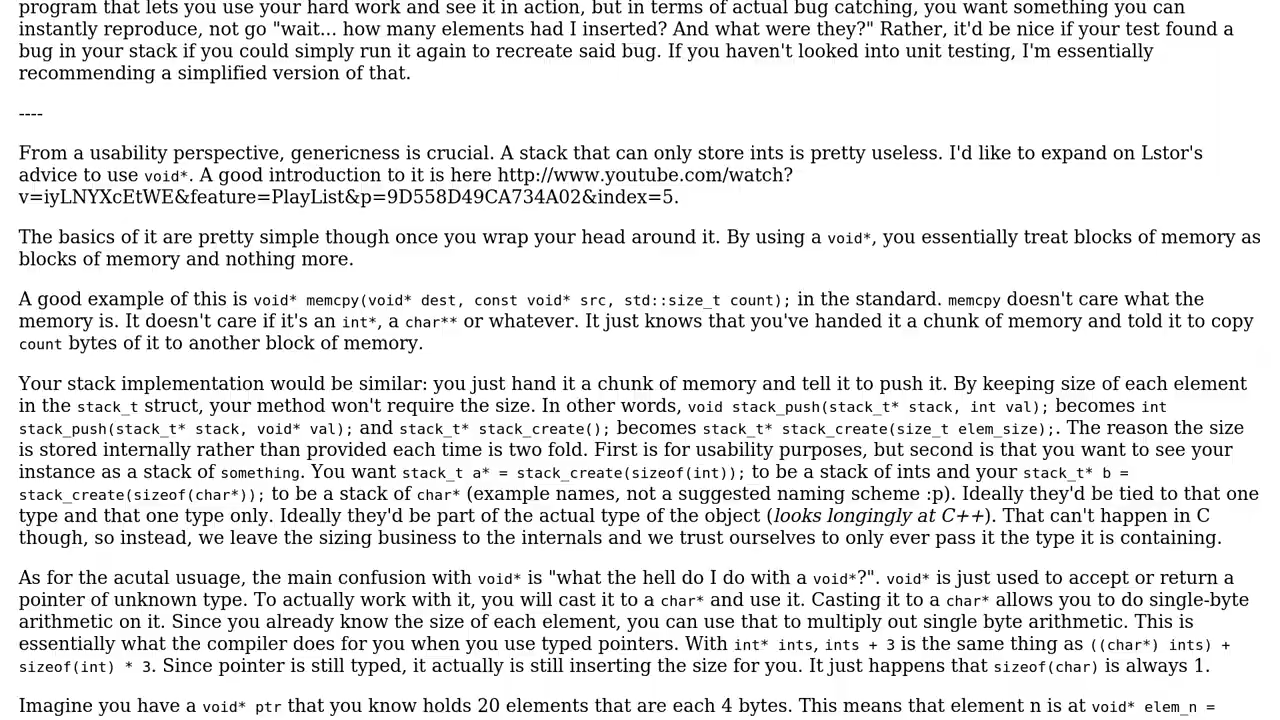 program that lets you use your hard work and see it in action, but in terms of actual bug catching, you want something you can
instantly reproduce, not go "wait... how many elements had I inserted? And what were they?" Rather, it'd be nice if your test found a
bug in your stack if you could simply run it again to recreate said bug. If you haven't looked into unit testing, I'm essentially
recommending a simplified version of that.
----
From a usability perspective, genericness is crucial. A stack that can only store ints is pretty useless. I'd like to expand on Lstor's
advice to use void*. A good introduction to it is here http://www.youtube.com/watch?
v=iyLNYXcEtWE&feature=PlayList&p=9D558D49CA734A02&index=5.
The basics of it are pretty simple though once you wrap your head around it. By using a void*, you essentially treat blocks of memory as
blocks of memory and nothing more.
A good example of this is void* memcpy(void* dest, const void* src, std::size_t count); in the standard. memcpy doesn't care what the
memory is. It doesn't care if it's an int*, a char** or whatever. It just knows that you've handed it a chunk of memory and told it to copy
count bytes of it to another block of memory.
Your stack implementation would be similar: you just hand it a chunk of memory and tell it to push it. By keeping size of each element
in the stack_t struct, your method won't require the size. In other words, void stack_push(stack_t* stack, int val); becomes int
stack_push(stack_t* stack, void* val); and stack_t* stack_create(); becomes stack_t* stack_create(size_t elem_size);. The reason the size
is stored internally rather than provided each time is two fold. First is for usability purposes, but second is that you want to see your
instance as a stack of something. You want stack_t a* = stack_create(sizeof(int)); to be a stack of ints and your stack_t* b =
stack_create(sizeof(char*)); to be a stack of char* (example names, not a suggested naming scheme :p). Ideally they'd be tied to that one
type and that one type only. Ideally they'd be part of the actual type of the object (looks longingly at C++). That can't happen in C
though, so instead, we leave the sizing business to the internals and we trust ourselves to only ever pass it the type it is containing.
As for the acutal usuage, the main confusion with void* is "what the hell do I do with a void*?". void* is just used to accept or return a
pointer of unknown type. To actually work with it, you will cast it to a char* and use it. Casting it to a char* allows you to do single-byte
arithmetic on it. Since you already know the size of each element, you can use that to multiply out single byte arithmetic. This is
essentially what the compiler does for you when you use typed pointers. With int* ints, ints + 3 is the same thing as ((char*) ints) +
sizeof(int) * 3. Since pointer is still typed, it actually is still inserting the size for you. It just happens that sizeof(char) is always 1.
Imagine you have a void* ptr that you know holds 20 elements that are each 4 bytes. This means that element n is at void* elem_n =